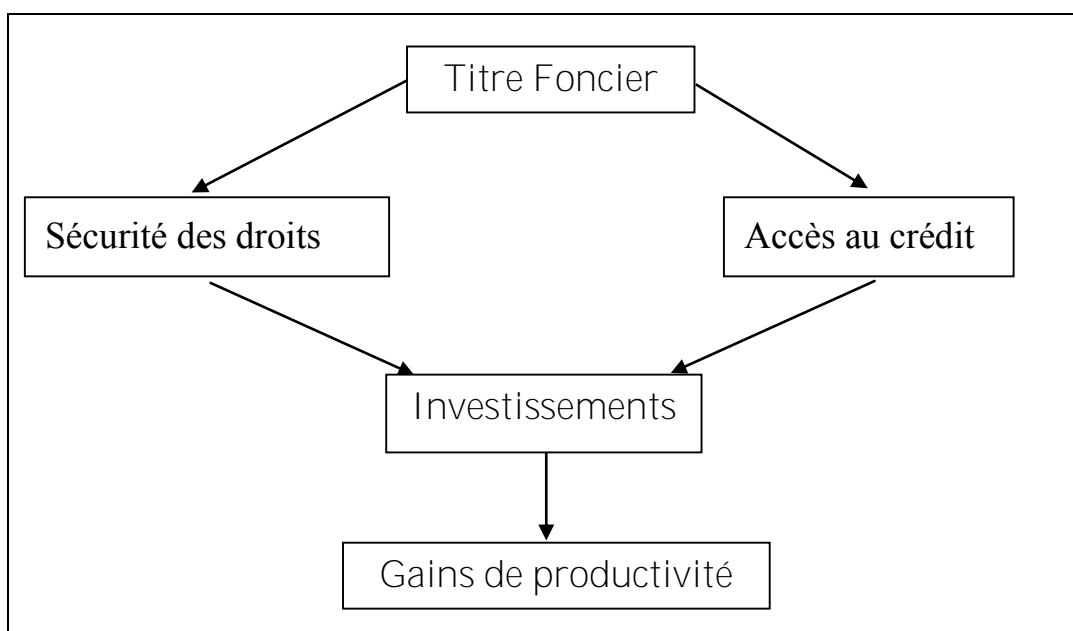 Titre Foncier
Sécurité des droits
Accès au crédit
Investissements
Gains de productivité